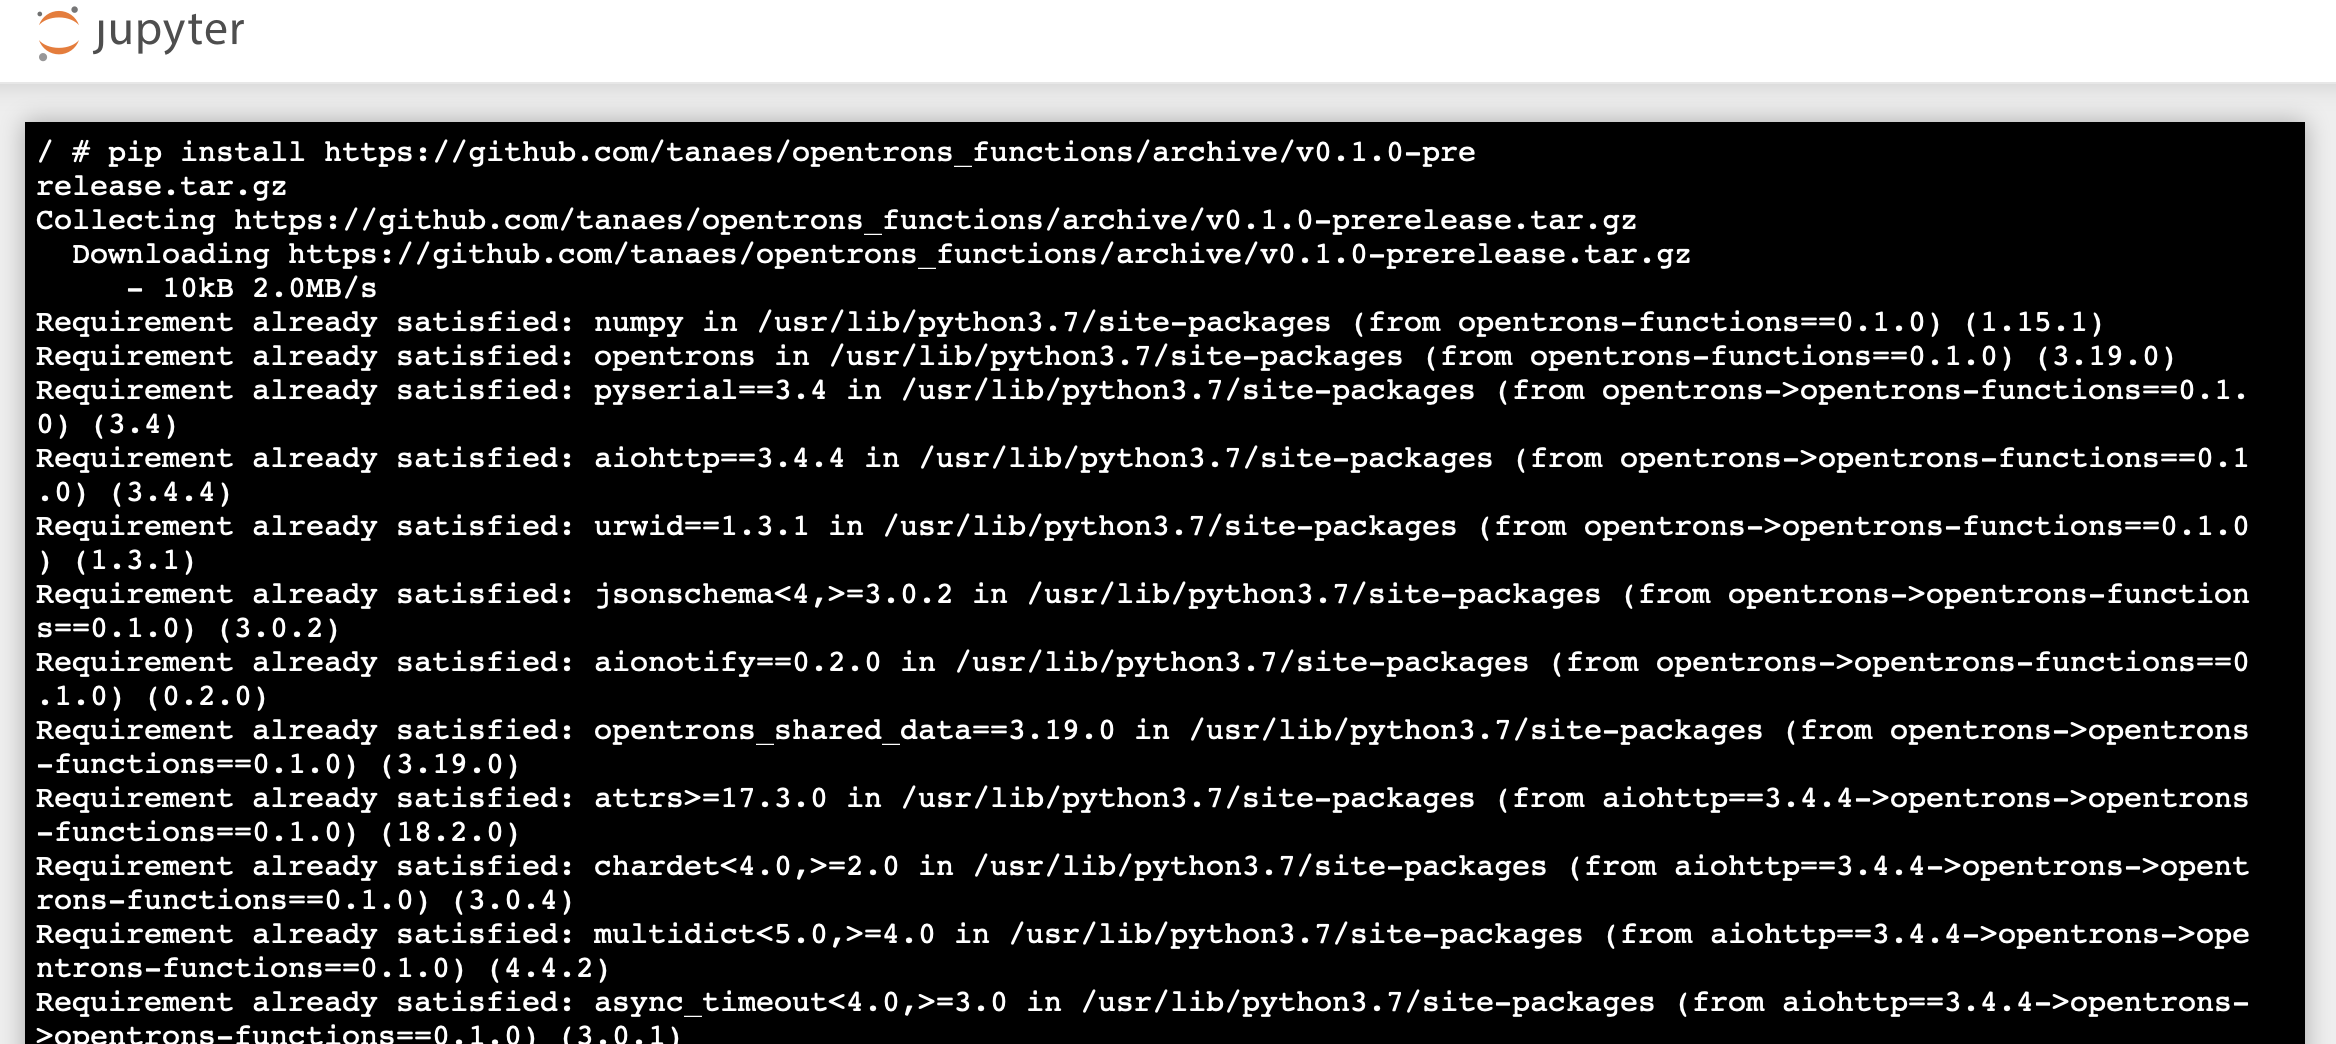 jupyter
/ # pip install https://github.com/tanaes/opentrons_functions/archive/v0.1.0-pre
release.tar.gz
Collecting https://github.com/tanaes/opentrons_functions/archive/v0.1.0-prerelease.tar.gz
  Downloading https://github.com/tanaes/opentrons_functions/archive/v0.1.0-prerelease.tar.gz
     - 10kB 2.0MB/s
Requirement already satisfied: numpy in /usr/lib/python3.7/site-packages (from opentrons-functions==0.1.0) (1.15.1)
Requirement already satisfied: opentrons in /usr/lib/python3.7/site-packages (from opentrons-functions==0.1.0) (3.19.0)
Requirement already satisfied: pyserial==3.4 in /usr/lib/python3.7/site-packages (from opentrons->opentrons-functions==0.1.
0) (3.4)
Requirement already satisfied: aiohttp==3.4.4 in /usr/lib/python3.7/site-packages (from opentrons->opentrons-functions==0.1
.0) (3.4.4)
Requirement already satisfied: urwid==1.3.1 in /usr/lib/python3.7/site-packages (from opentrons->opentrons-functions==0.1.0
) (1.3.1)
Requirement already satisfied: jsonschema<4,>=3.0.2 in /usr/lib/python3.7/site-packages (from opentrons->opentrons-function
s==0.1.0) (3.0.2)
Requirement already satisfied: aionotify==0.2.0 in /usr/lib/python3.7/site-packages (from opentrons->opentrons-functions==0
.1.0) (0.2.0)
Requirement already satisfied: opentrons_shared_data==3.19.0 in /usr/lib/python3.7/site-packages (from opentrons->opentrons
-functions==0.1.0) (3.19.0)
Requirement already satisfied: attrs>=17.3.0 in /usr/lib/python3.7/site-packages (from aiohttp==3.4.4->opentrons->opentrons
-functions==0.1.0) (18.2.0)
Requirement already satisfied: chardet<4.0,>=2.0 in /usr/lib/python3.7/site-packages (from aiohttp==3.4.4->opentrons->opent
rons-functions==0.1.0) (3.0.4)
Requirement already satisfied: multidict<5.0,>=4.0 in /usr/lib/python3.7/site-packages (from aiohttp==3.4.4->opentrons->ope
ntrons-functions==0.1.0) (4.4.2)
Requirement already satisfied: async_timeout<4.0,>=3.0 in /usr/lib/python3.7/site-packages (from aiohttp==3.4.4->opentrons-
>opentrons-functions==0.1.0) (3.0.1)